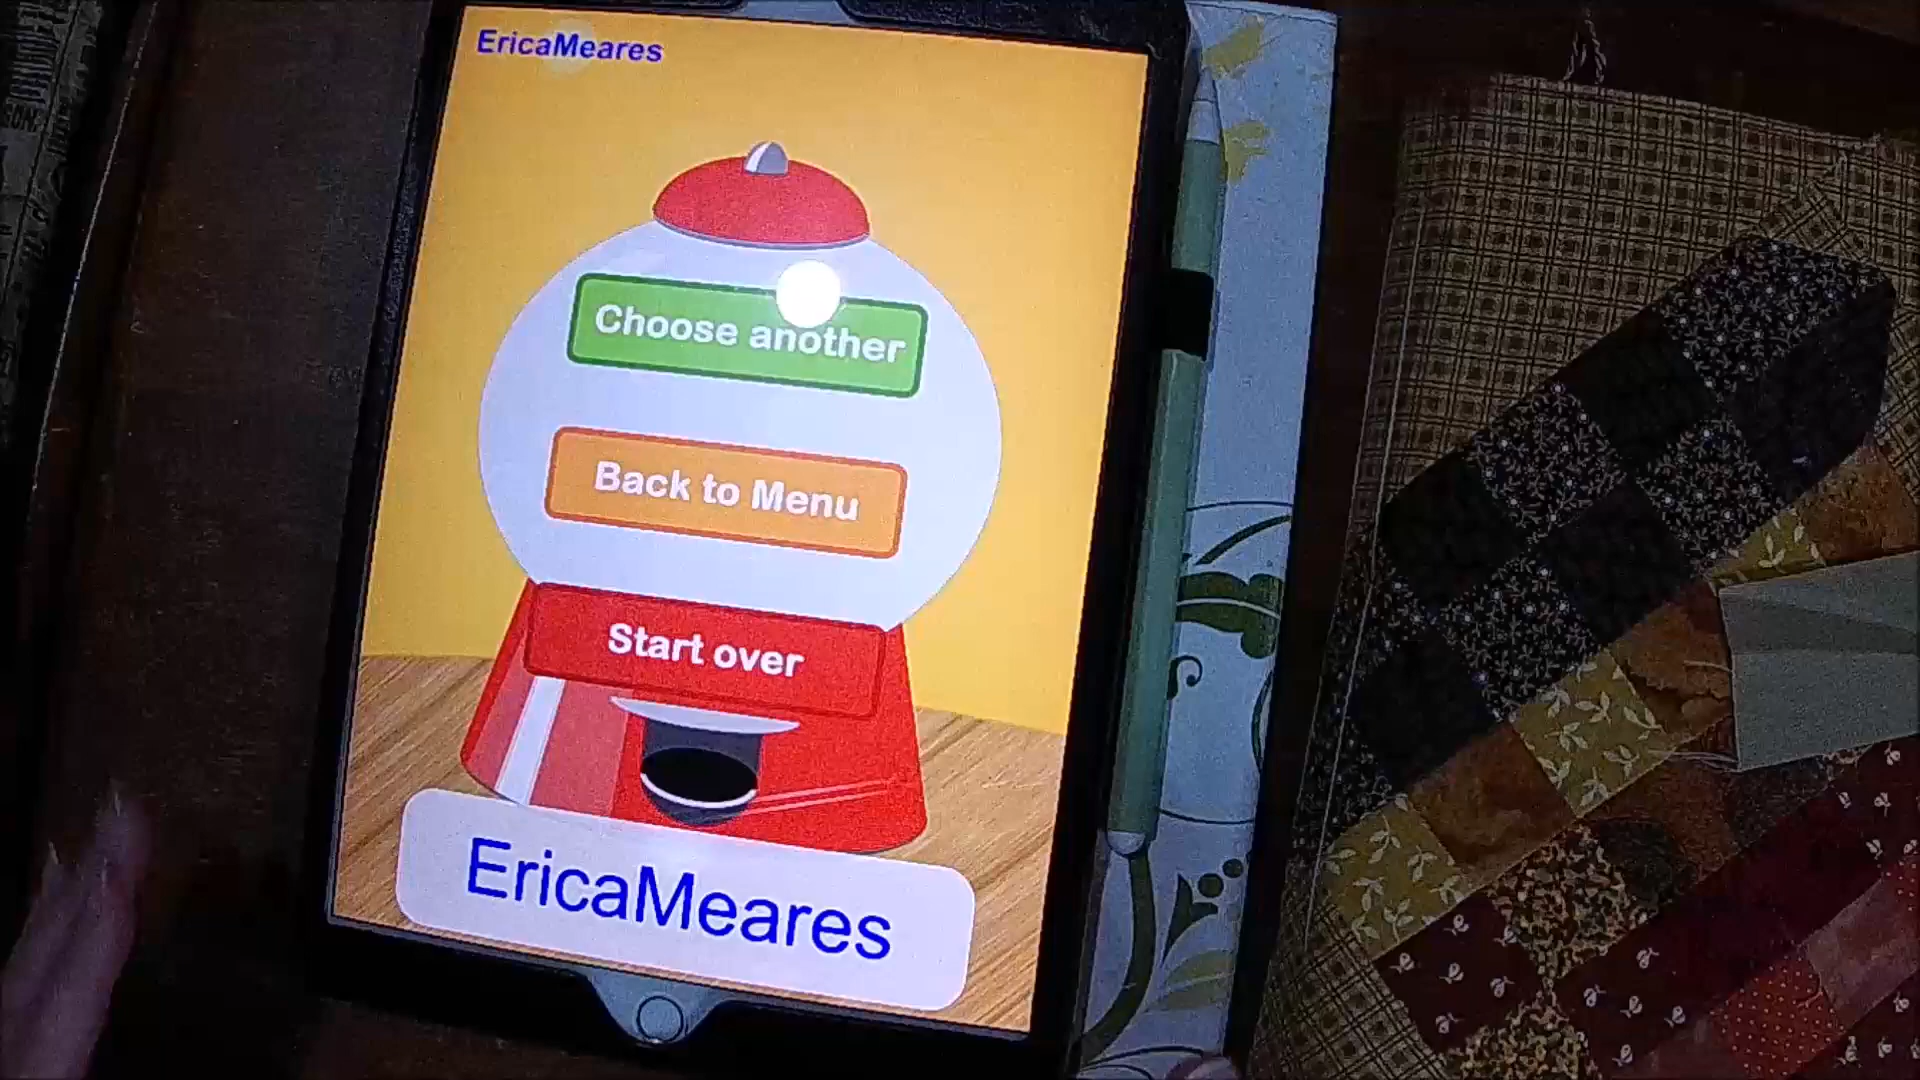 EricaMeares
Choose another
Back to Menu
Start over
EricaMeares